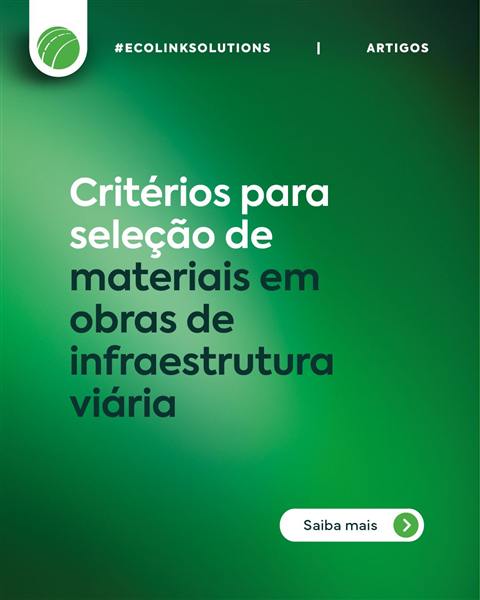 #ECOLINKSOLUTIONS | ARTIGOS
Critérios para
seleção de
materiais em
obras de
infraestrutura
viária
Saiba mais